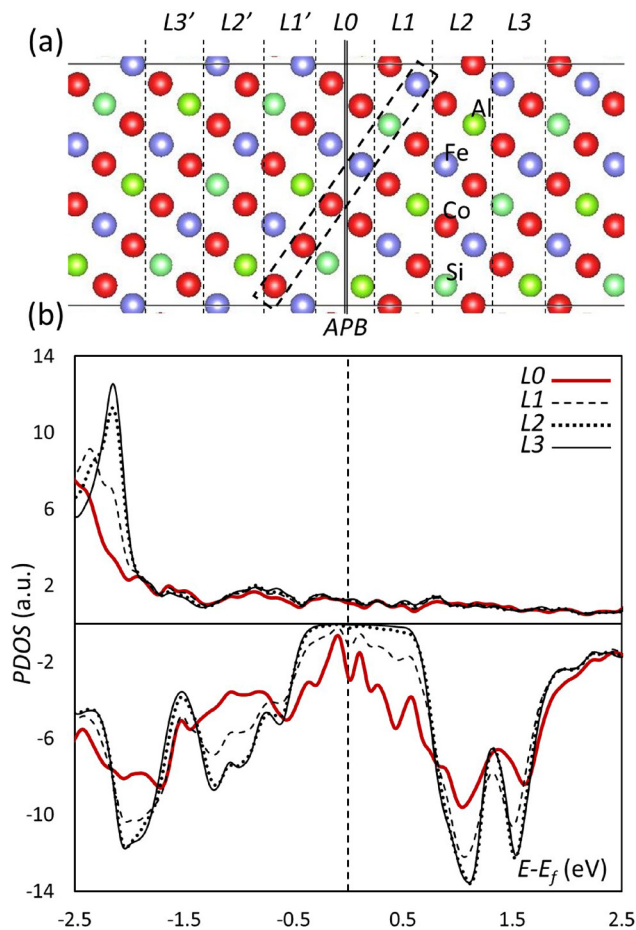 L3’ L2’ L1’ L0 L1 L2 L3
(a)
Al
Fe
Co
Si
(b)
APB
14
10
6
2
-2
-6
-10
-14
PDOS (a.u.)
L0
L1
L2
L3
E-Ef (eV)
-2.5 -1.5 -0.5 0.5 1.5 2.5